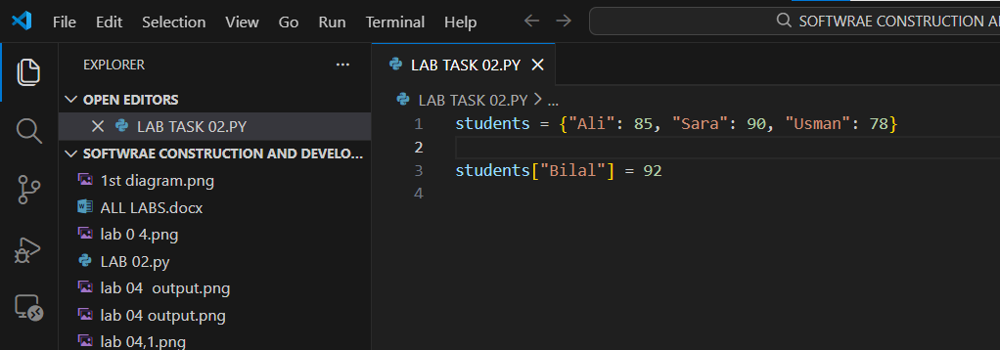 File Edit Selection View Go Run Terminal Help
SOFTWRAE CONSTRUCTION A
EXPLORER
OPEN EDITORS
LAB TASK 02.PY
SOFTWRAE CONSTRUCTION AND DEVELO...
1st diagram.png
ALL LABS.docx
lab 0 4.png
LAB 02.py
lab 04 output.png
lab 04 output.png
lab 04,1.png
LAB TASK 02.PY
LAB TASK 02.PY > ...
1 students = {"Ali": 85, "Sara": 90, "Usman": 78}
2
3 students["Bilal"] = 92
4